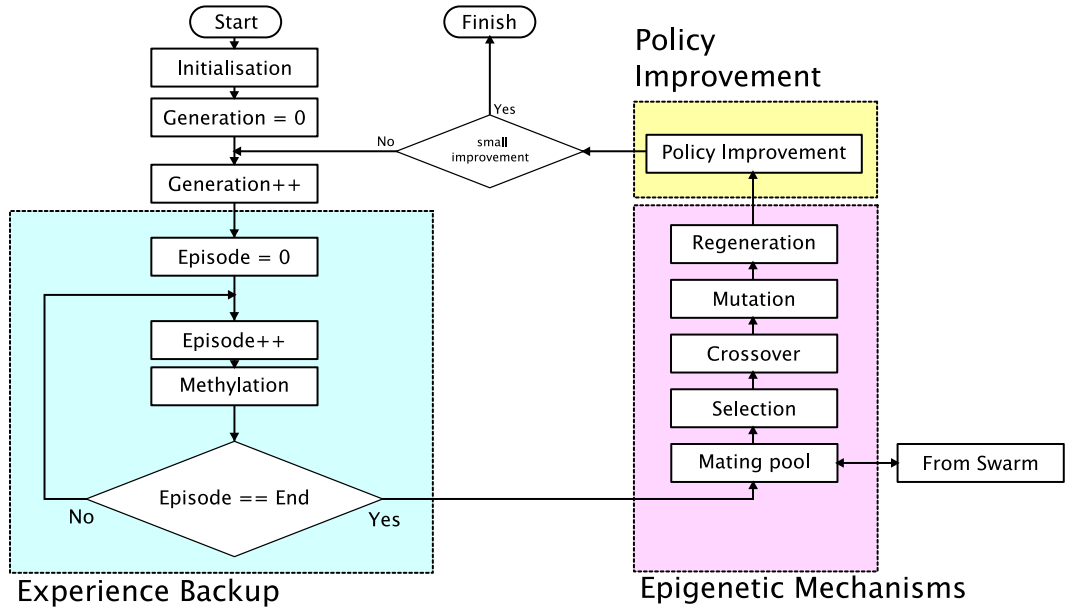 Start
Initialisation
Generation = 0
Generation++
Episode = 0
Episode++
Methylation
Episode == End
No
Yes
Experience Backup
Finish
Yes
No
small
improvement
Policy
Improvement
Policy Improvement
Regeneration
Mutation
Crossover
Selection
Mating pool
From Swarm
Epigenetic Mechanisms